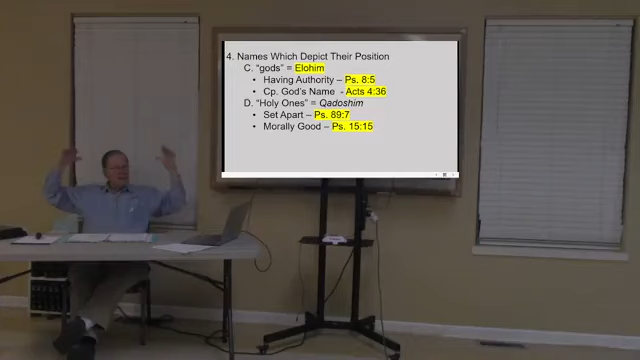 4. Names Which Depict Their Position
C. "gods" = Elohim
• Having Authority – Ps. 8:5
• Cp. God's Name - Acts 4:36
D. "Holy Ones" = Qadoshim
• Set Apart – Ps. 89:7
• Morally Good – Ps. 15:15